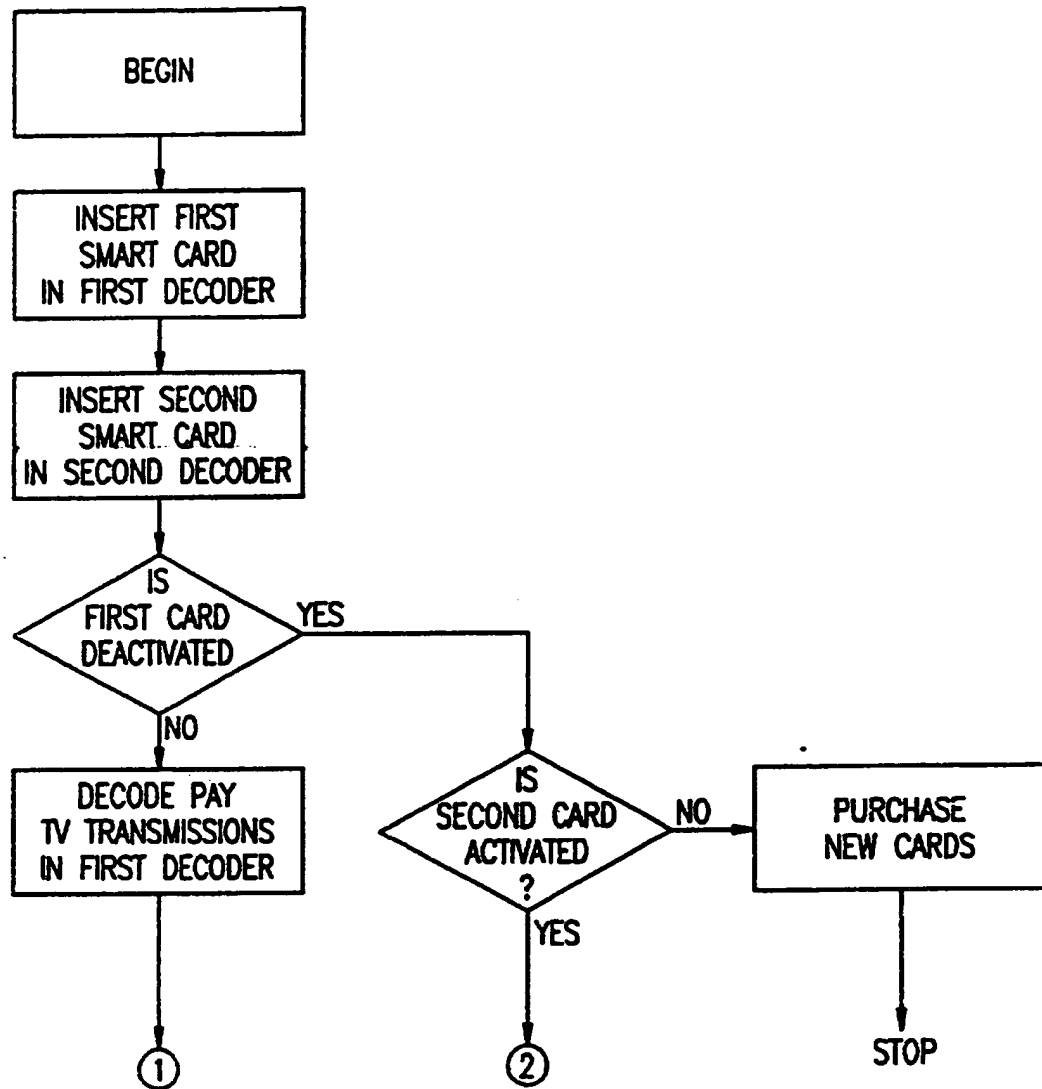 BEGIN
INSERT FIRST
SMART CARD
IN FIRST DECODER
INSERT SECOND
SMART CARD
IN SECOND DECODER
IS
FIRST CARD
DEACTIVATED
YES
NO
DECODE PAY
TV TRANSMISSIONS
IN FIRST DECODER
1
IS
SECOND CARD
ACTIVATED
?
NO
YES
2
PURCHASE
NEW CARDS
STOP